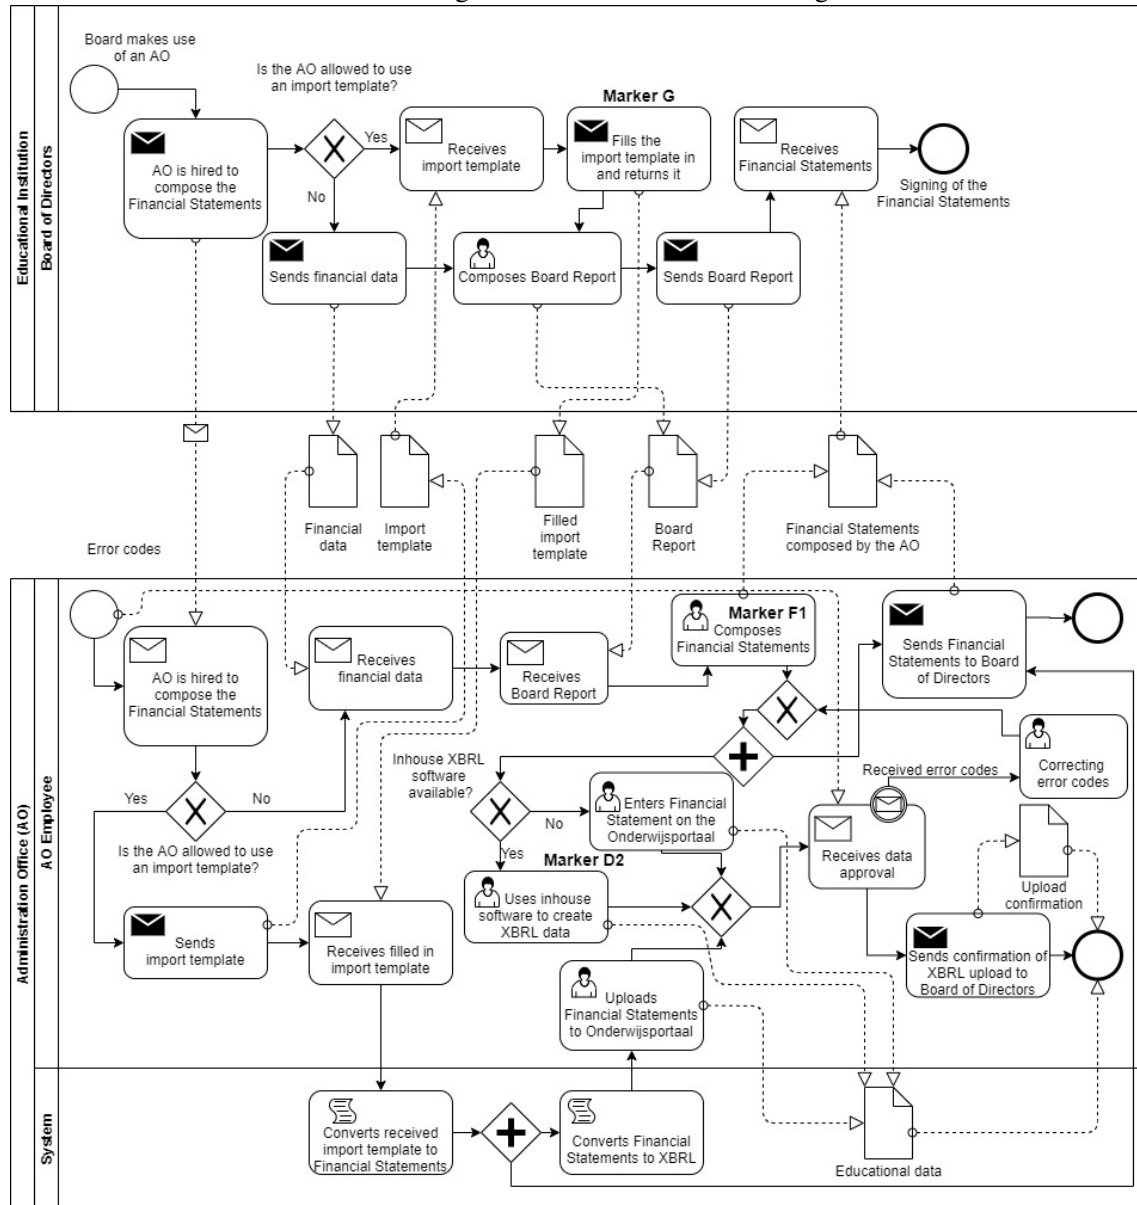 Educational Institution
Board of Directors
Board makes use
of an AO
AO is hired to
compose the
Financial Statements
Is the AO allowed to use
an import template?
Yes
No
Receives
import template
Marker G
Fills the
import template in
and returns it
Receives
Financial Statements
Signing of the
Financial Statements
Sends financial data
Composes Board Report
Sends Board Report
Financial
data
Import
template
Filled
import
template
Board
Report
Financial Statements
composed by the AO
Error codes
Administration Office (AO)
AO Employee
AO is hired to
compose the
Financial Statements
Receives
financial data
Receives
Board Report
Marker F1
Composes
Financial Statements
Sends Financial
Statements to Board
of Directors
Correcting
error codes
Received error codes
Inhouse XBRL
software
available?
Enters Financial
Statement on the
Onderwijsportaal
No
Yes
Yes
No
Is the AO allowed to use
an import template?
Marker D2
Uses inhouse
software to create
XBRL data
Receives data
approval
Upload
confirmation
Sends
import template
Receives filled in
import template
Uploads
Financial Statements
to Onderwijsportaal
Sends confirmation of
XBRL upload to
Board of Directors
System
Converts received
import template to
Financial Statements
Converts Financial
Statements to XBRL
Educational data